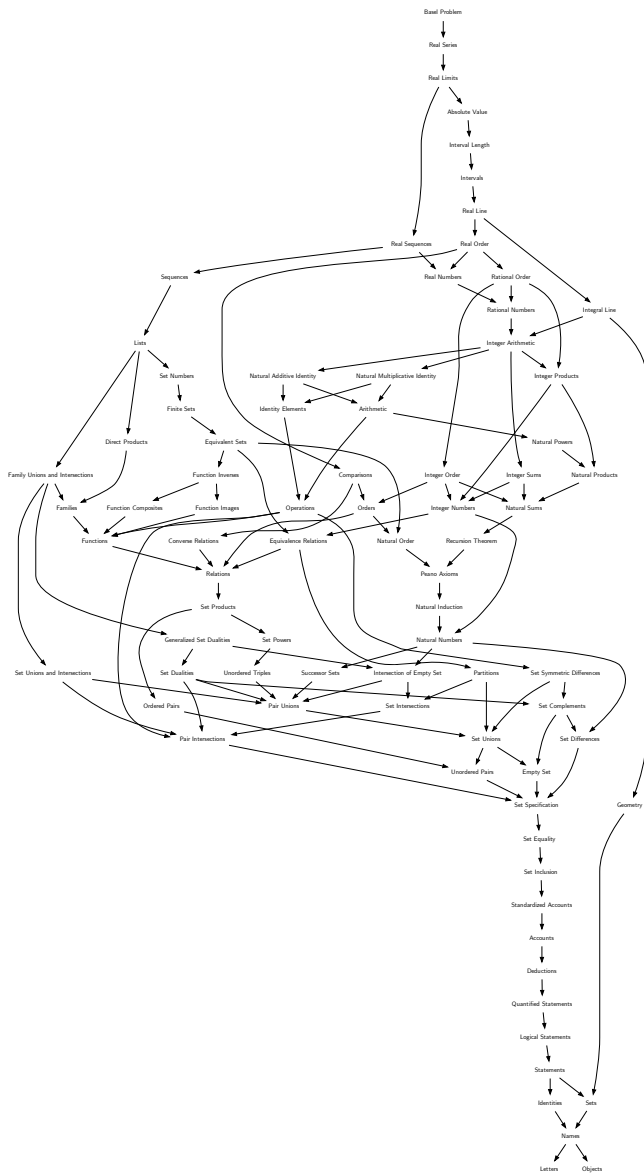 Basel Problem
Real Series
Real Limits
Absolute Value
Interval Length
Intervals
Real Line
Real Sequences
Real Order
Sequences
Real Numbers
Rational Order
Rational Numbers
Integral Line
Lists
Integer Arithmetic
Set Numbers
Natural Additive Identity
Natural Multiplicative Identity
Integer Products
Finite Sets
Identity Elements
Arithmetic
Direct Products
Equivalent Sets
Natural Powers
Family Unions and Intersections
Function Inverses
Comparisons
Integer Order
Integer Sums
Natural Products
Families
Function Composites
Function Images
Operations
Orders
Integer Numbers
Natural Sums
Functions
Converse Relations
Equivalence Relations
Natural Order
Recursion Theorem
Relations
Peano Axioms
Set Products
Natural Induction
Generalized Set Dualities
Set Powers
Natural Numbers
Set Unions and Intersections
Set Dualities
Unordered Triples
Successor Sets
Intersection of Empty Set
Partitions
Set Symmetric Differences
Ordered Pairs
Pair Unions
Set Intersections
Set Complements
Pair Intersections
Set Unions
Set Differences
Unordered Pairs
Empty Set
Set Specification
Geometry
Set Equality
Set Inclusion
Standardized Accounts
Accounts
Deductions
Quantified Statements
Logical Statements
Statements
Identities
Sets
Names
Letters
Objects